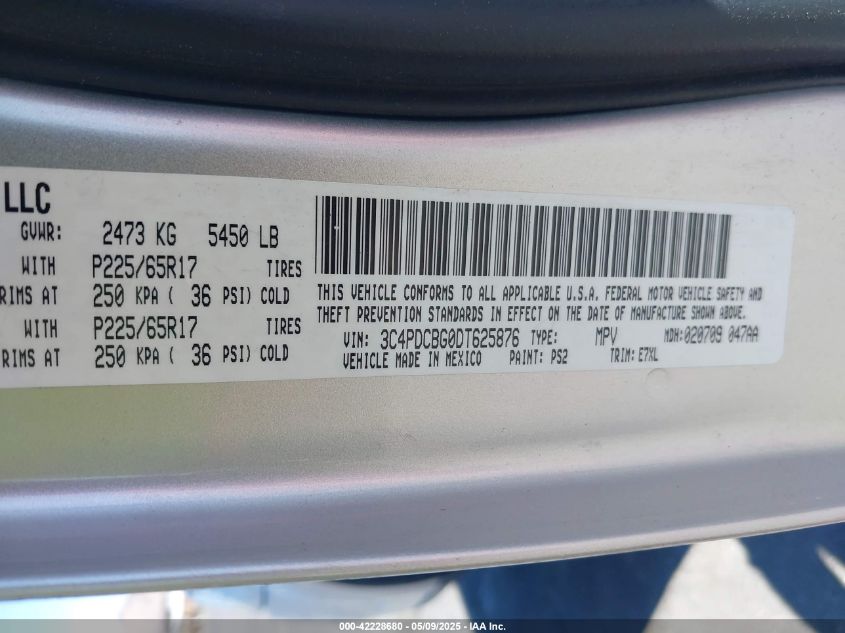 LLC
GVWR: 2473 KG 5450 LB
WITH P225/65R17 TIRES
RIMS AT 250 KPA ( 36 PSI) COLD
WITH P225/65R17 TIRES
RIMS AT 250 KPA ( 36 PSI) COLD
THIS VEHICLE CONFORMS TO ALL APPLICABLE U.S.A. FEDERAL MOTOR VEHICLE SAFETY AND
THEFT PREVENTION STANDARDS IN EFFECT ON THE DATE OF MANUFACTURE SHOWN ABOVE.
VIN: 3C4PDCBG0DT625876 TYPE: MPV MDH:020709 047AA
VEHICLE MADE IN MEXICO PAINT: PS2 TRIM: E7XL
000-42228680 - 05/09/2025 - IAA Inc.